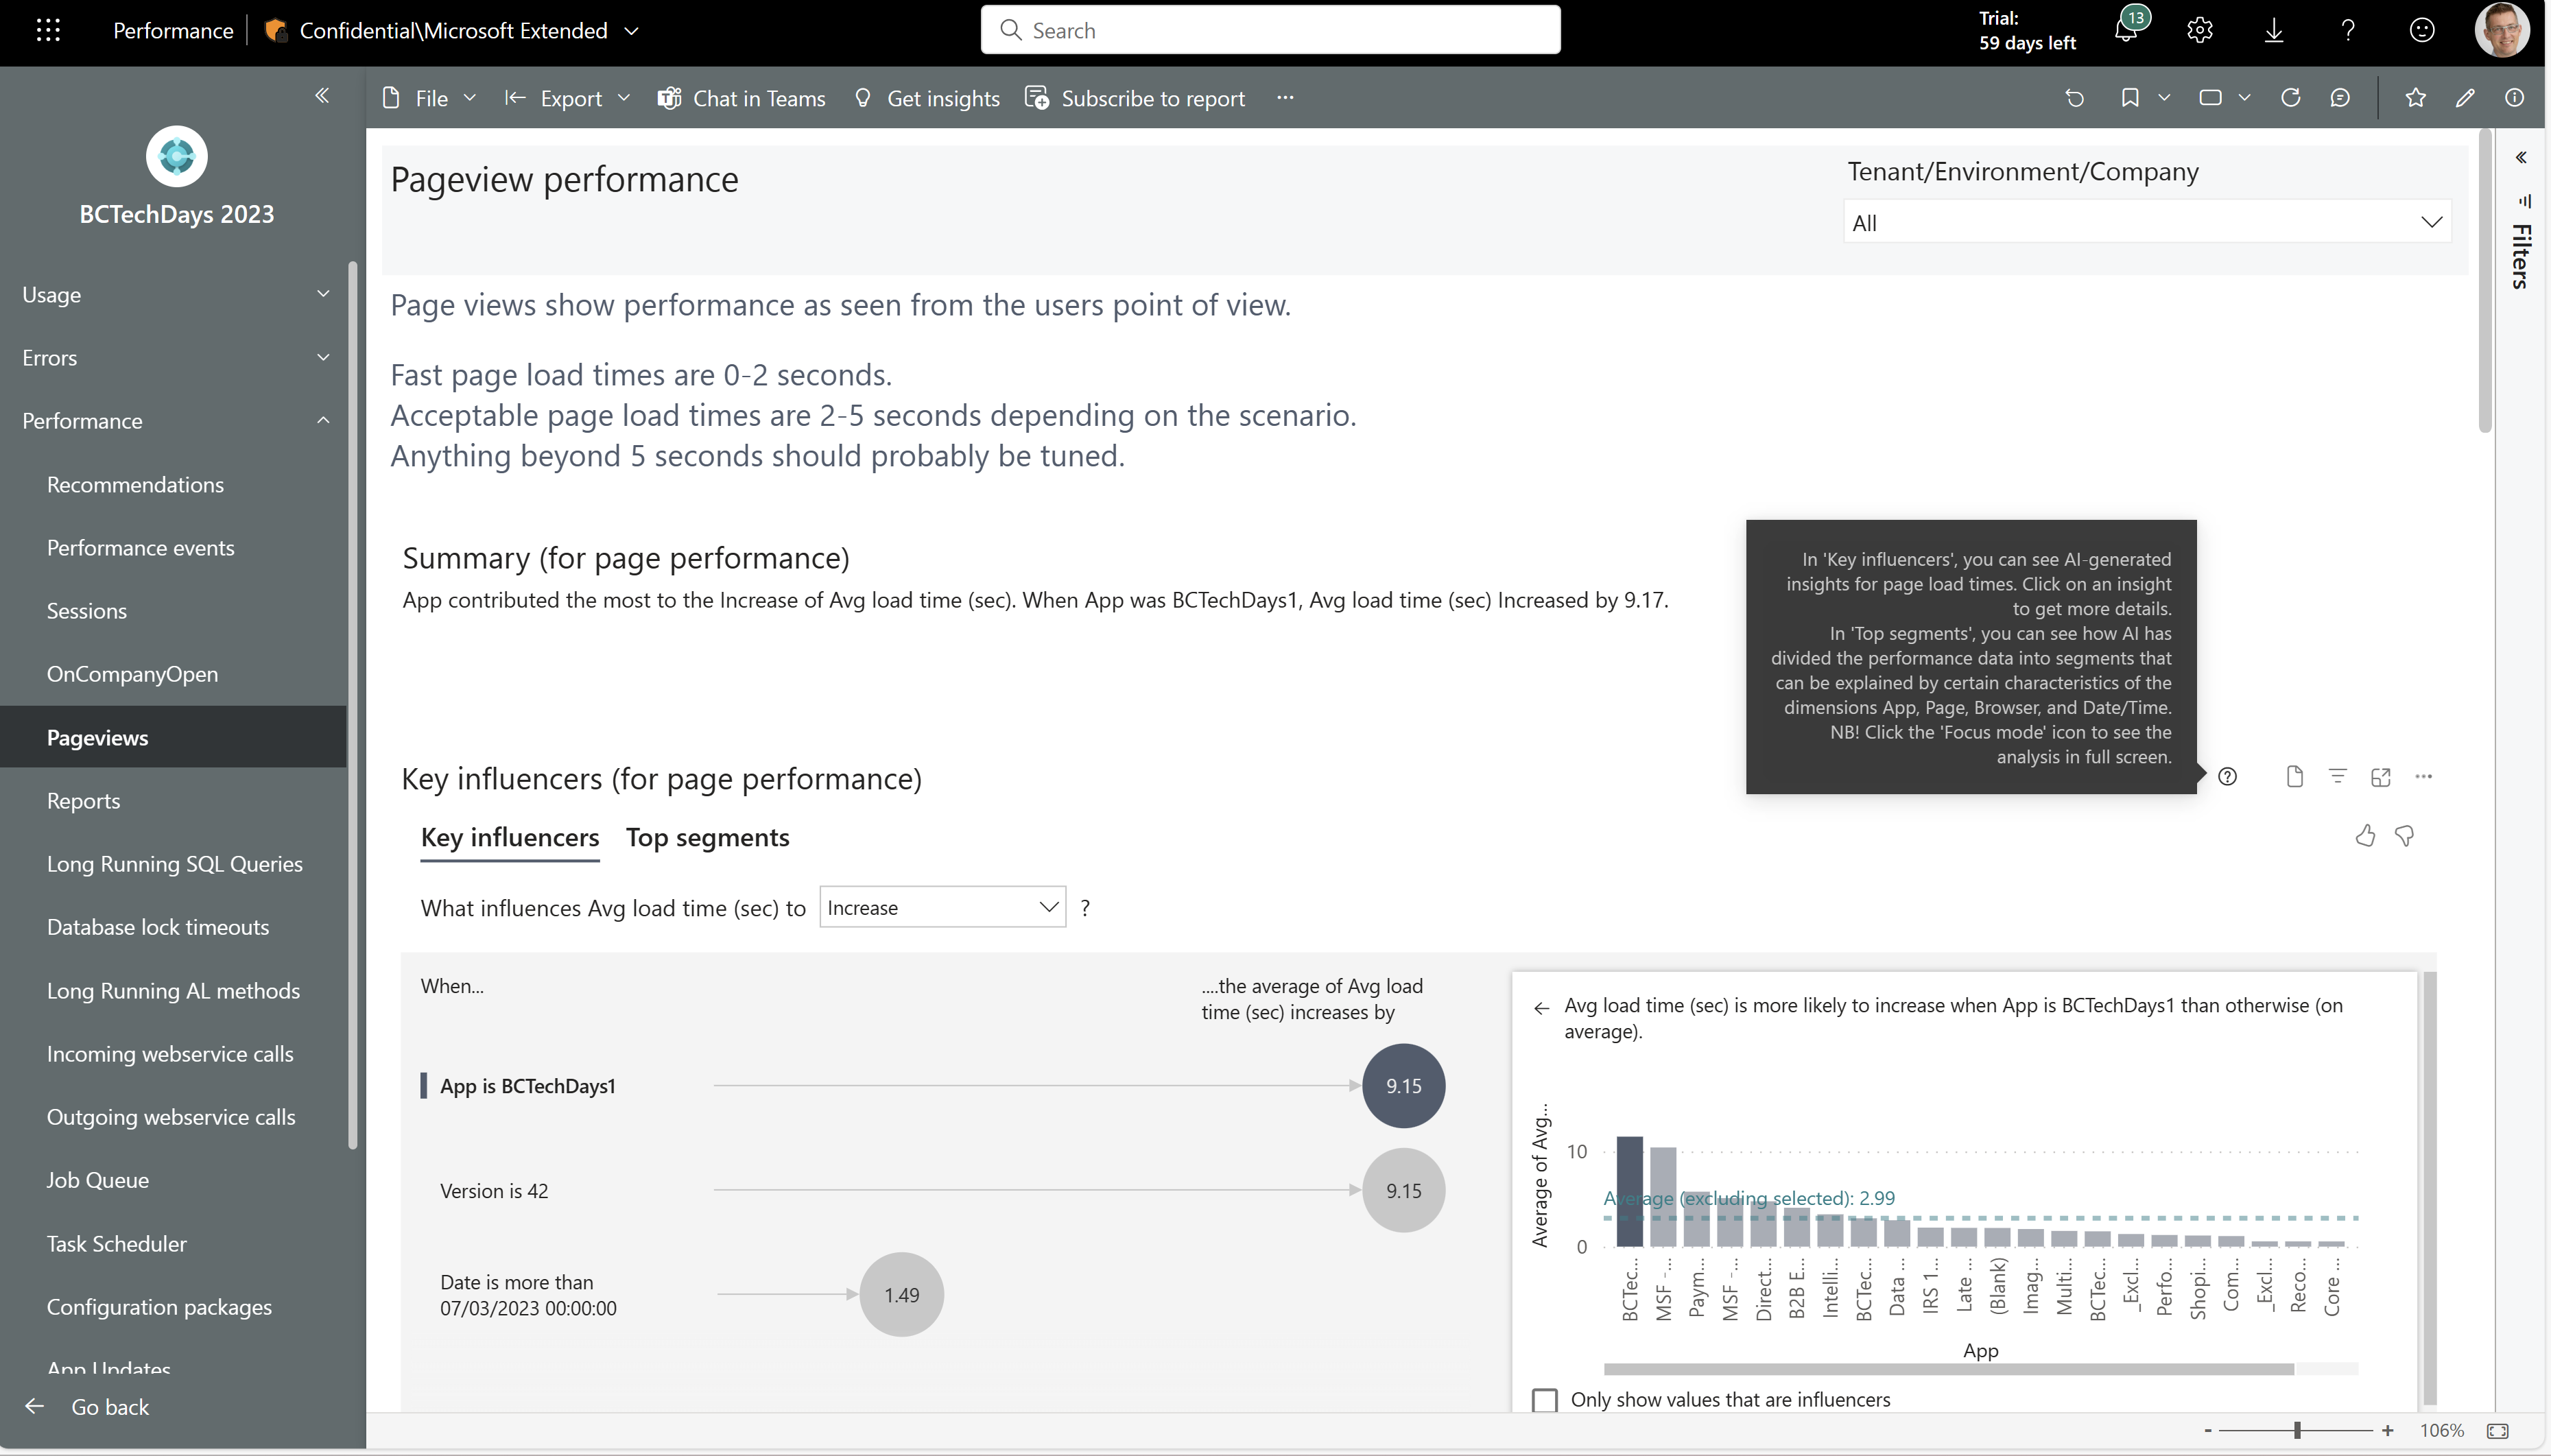 Performance
Confidential\Microsoft Extended
Search
Trial:
59 days left
13
File
Export
Chat in Teams
Get insights
Subscribe to report
BCTechDays 2023
Usage
Errors
Performance
Recommendations
Performance events
Sessions
OnCompanyOpen
Pageviews
Reports
Long Running SQL Queries
Database lock timeouts
Long Running AL methods
Incoming webservice calls
Outgoing webservice calls
Job Queue
Task Scheduler
Configuration packages
App Updates
Go back
Pageview performance
Tenant/Environment/Company
All
Filters
Page views show performance as seen from the users point of view.
Fast page load times are 0-2 seconds.
Acceptable page load times are 2-5 seconds depending on the scenario.
Anything beyond 5 seconds should probably be tuned.
Summary (for page performance)
App contributed the most to the Increase of Avg load time (sec). When App was BCTechDays1, Avg load time (sec) Increased by 9.17.
In 'Key influencers', you can see AI-generated
insights for page load times. Click on an insight
to get more details.
In 'Top segments', you can see how AI has
divided the performance data into segments that
can be explained by certain characteristics of the
dimensions App, Page, Browser, and Date/Time.
NB! Click the 'Focus mode' icon to see the
analysis in full screen.
Key influencers (for page performance)
Key influencers
Top segments
What influences Avg load time (sec) to
Increase
?
When...
....the average of Avg load
time (sec) increases by
App is BCTechDays1
9.15
Version is 42
9.15
Date is more than
07/03/2023 00:00:00
1.49
Avg load time (sec) is more likely to increase when App is BCTechDays1 than otherwise (on
average).
Average of Avg...
10
0
Average (excluding selected): 2.99
BCTec...
MSF -...
Paym...
MSF -...
Direct...
B2B E...
Intelli...
BCTec...
Data ...
IRS 1...
Late ...
(Blank)
Imag...
Multi...
BCTec...
_Excl...
Perfo...
Shopi...
Com...
_Excl...
Reco...
Core ...
App
Only show values that are influencers
- + 106%